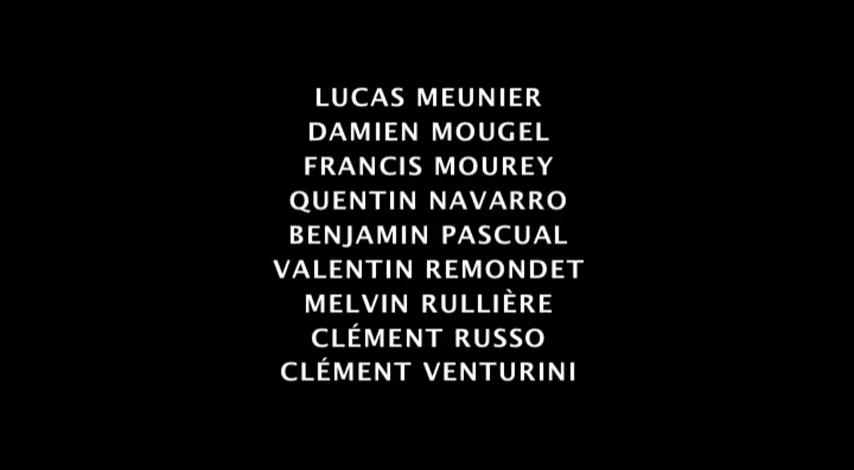 LUCAS MEUNIER
DAMIEN MOUGEL
FRANCIS MOUREY
QUENTIN NAVARRO
BENJAMIN PASCUAL
VALENTIN REMONDET
MELVIN RULLIÈRE
CLÉMENT RUSSO
CLÉMENT VENTURINI